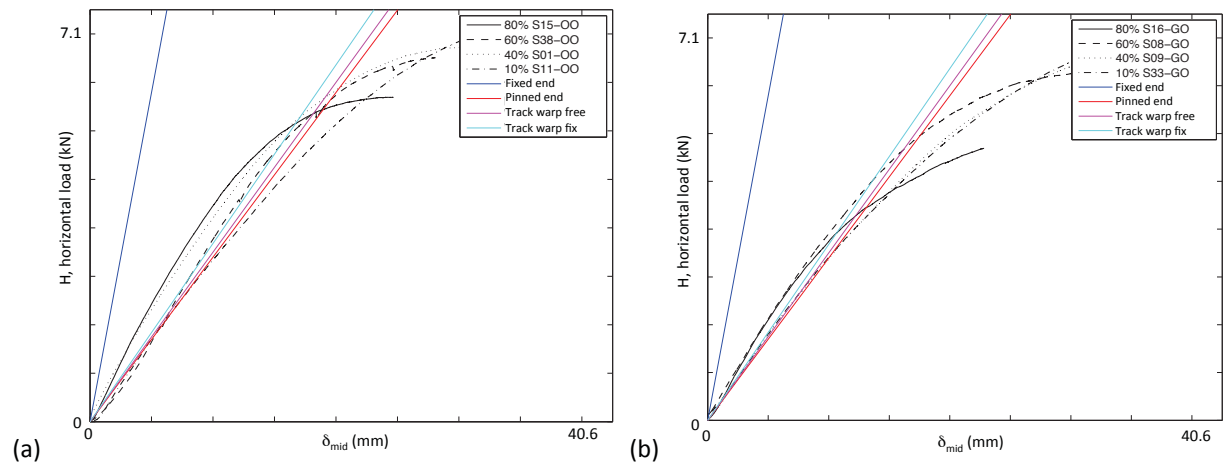 7.1
H, horizontal load (kN)
0
80% S15–OO
60% S38–OO
40% S01–OO
10% S11–OO
Fixed end
Pinned end
Track warp free
Track warp fix
0
δmid (mm)
40.6
(a)
7.1
H, horizontal load (kN)
0
80% S16–GO
60% S08–GO
40% S09–GO
10% S33–GO
Fixed end
Pinned end
Track warp free
Track warp fix
0
δmid (mm)
40.6
(b)